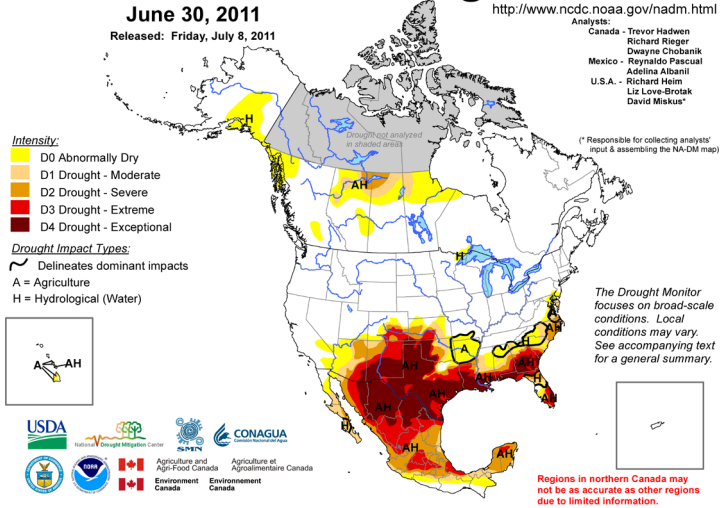 June 30, 2011
Released: Friday, July 8, 2011
http://www.ncdc.noaa.gov/nadm.html
Analysts:
Canada - Trevor Hadwen
Richard Rieger
Dwayne Chobanik
Mexico - Reynaldo Pascual
Adelina Albanil
U.S.A. - Richard Heim
Liz Love-Brotak
David Miskus*
(* Responsible for collecting analysts'
input & assembling the NA-DM map)
Drought not analyzed
in shaded areas
Intensity:
D0 Abnormally Dry
D1 Drought - Moderate
D2 Drought - Severe
D3 Drought - Extreme
D4 Drought - Exceptional
Drought Impact Types:
Delineates dominant impacts
A = Agriculture
H = Hydrological (Water)
H
AH
H
A
AH
H
AH
AH
AH
AH
AH
H
AH
H
AH
AH
A
AH
The Drought Monitor
focuses on broad-scale
conditions. Local
conditions may vary.
See accompanying text
for a general summary.
USDA
National Drought Mitigation Center
SMN
CONAGUA
Comisión Nacional del Agua
NOAA
Agriculture and
Agri-Food Canada
Agriculture et
Agroalimentaire Canada
Environment
Canada
Environnement
Canada
Regions in northern Canada may
not be as accurate as other regions
due to limited information.